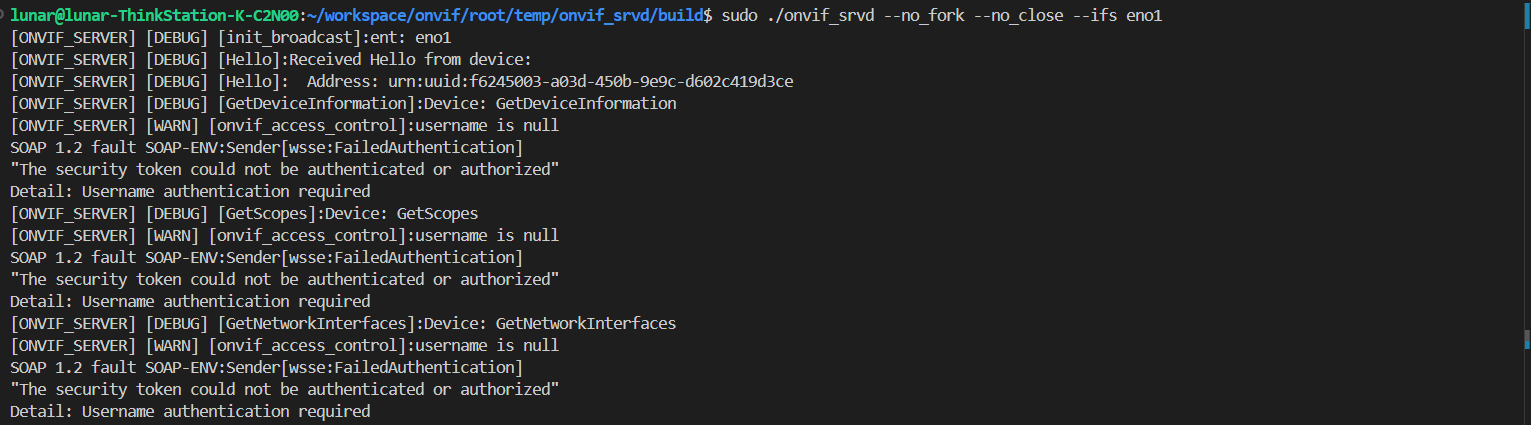 lunar@lunar-ThinkStation-K-C2N00:~/workspace/onvif/root/temp/onvif_srvd/build$ sudo ./onvif_srvd --no_fork --no_close --ifs eno1
[ONVIF_SERVER] [DEBUG] [init_broadcast]:ent: eno1
[ONVIF_SERVER] [DEBUG] [Hello]:Received Hello from device:
[ONVIF_SERVER] [DEBUG] [Hello]:  Address: urn:uuid:f6245003-a03d-450b-9e9c-d602c419d3ce
[ONVIF_SERVER] [DEBUG] [GetDeviceInformation]:Device: GetDeviceInformation
[ONVIF_SERVER] [WARN] [onvif_access_control]:username is null
SOAP 1.2 fault SOAP-ENV:Sender[wsse:FailedAuthentication]
"The security token could not be authenticated or authorized"
Detail: Username authentication required
[ONVIF_SERVER] [DEBUG] [GetScopes]:Device: GetScopes
[ONVIF_SERVER] [WARN] [onvif_access_control]:username is null
SOAP 1.2 fault SOAP-ENV:Sender[wsse:FailedAuthentication]
"The security token could not be authenticated or authorized"
Detail: Username authentication required
[ONVIF_SERVER] [DEBUG] [GetNetworkInterfaces]:Device: GetNetworkInterfaces
[ONVIF_SERVER] [WARN] [onvif_access_control]:username is null
SOAP 1.2 fault SOAP-ENV:Sender[wsse:FailedAuthentication]
"The security token could not be authenticated or authorized"
Detail: Username authentication required